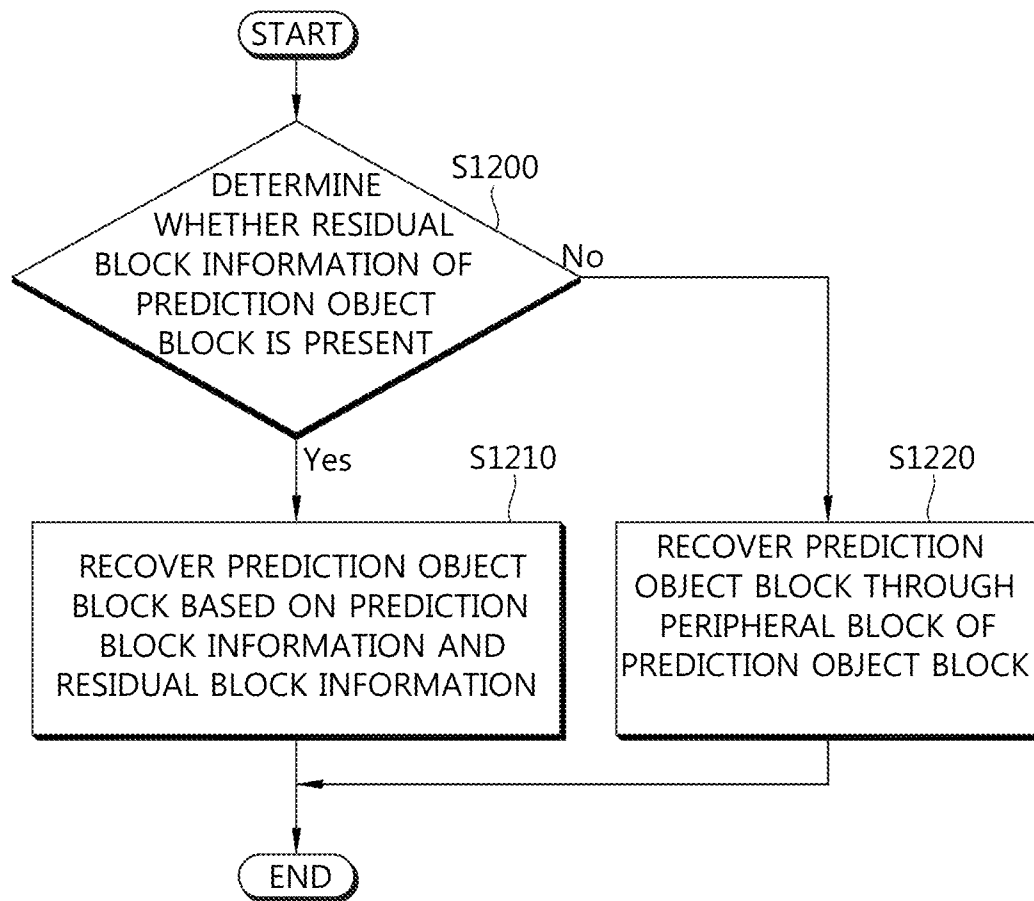 START
S1200
DETERMINE
WHETHER RESIDUAL
BLOCK INFORMATION OF
PREDICTION OBJECT
BLOCK IS PRESENT
No
Yes
S1210
RECOVER PREDICTION OBJECT
BLOCK BASED ON PREDICTION
BLOCK INFORMATION AND
RESIDUAL BLOCK INFORMATION
S1220
RECOVER PREDICTION
OBJECT BLOCK THROUGH
PERIPHERAL BLOCK OF
PREDICTION OBJECT BLOCK
END